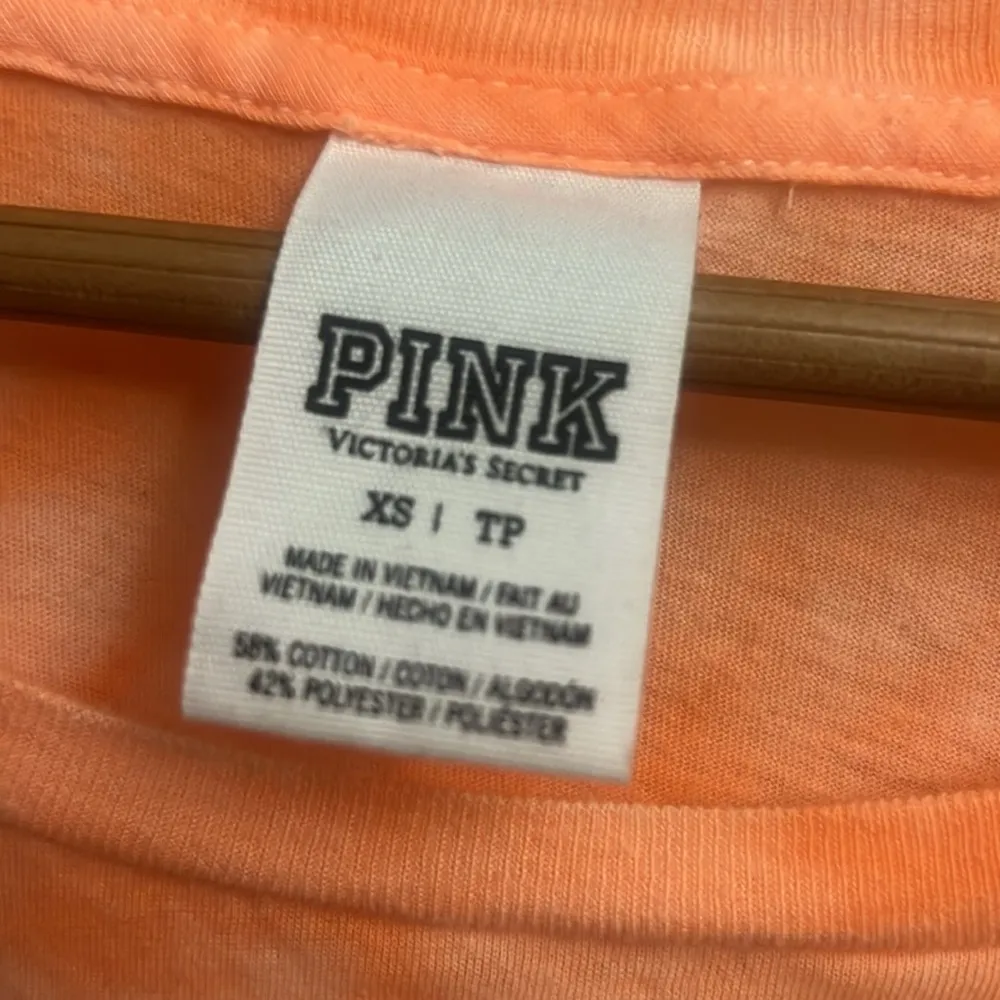 PINK
VICTORIA'S SECRET
XS | TP
MADE IN VIETNAM / FAIT AU
VIETNAM / HECHO EN VIETNAM
58% COTTON / COTON / ALGODÓN
42% POLYESTER / POLIÉSTER